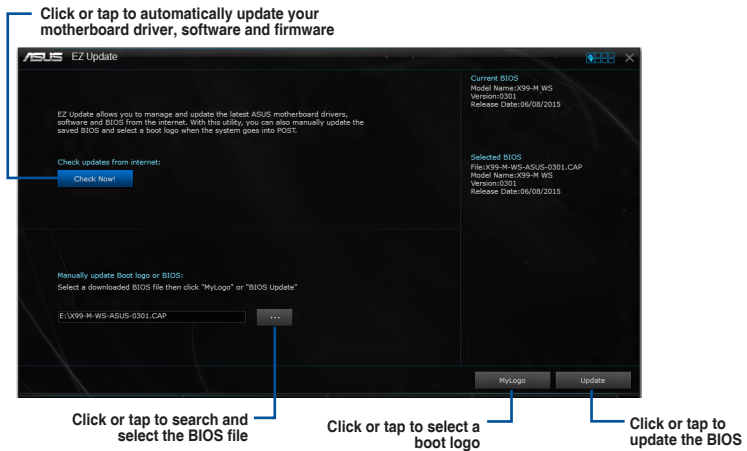 Click or tap to automatically update your
motherboard driver, software and firmware
ASUS EZ Update
Current BIOS
Model Name:X99-M WS
Version:0301
Release Date:06/08/2015
EZ Update allows you to manage and update the latest ASUS motherboard drivers,
software and BIOS from the internet. With this utility, you can also manually update the
saved BIOS and select a boot logo when the system goes into POST.
Check updates from internet:
Check Now!
Selected BIOS
File:X99-M-WS-ASUS-0301.CAP
Model Name:X99-M WS
Version:0301
Release Date:06/08/2015
Manually update Boot logo or BIOS:
Select a downloaded BIOS file then click "MyLogo" or "BIOS Update"
E:\X99-M-WS-ASUS-0301.CAP
...
MyLogo
Update
Click or tap to search and
select the BIOS file
Click or tap to select a
boot logo
Click or tap to
update the BIOS